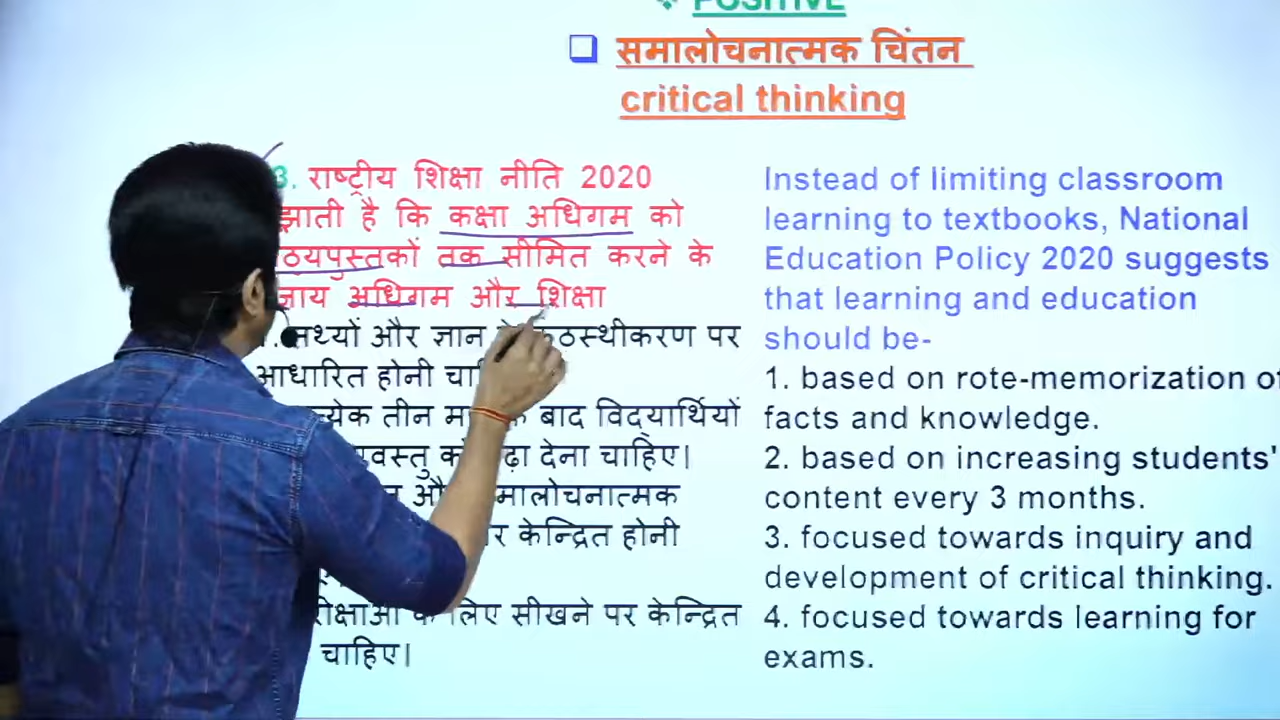 POSITIVE
समालोचनात्मक चिंतन
critical thinking
3. राष्ट्रीय शिक्षा नीति 2020
है कि कक्षा अधिगम को
तक सीमित करने के
अधिगम और शिक्षा
तथ्यों और ज्ञान कंठस्थीकरण पर
आधारित होनी
तीन बाद विद्यार्थियों
देना चाहिए।
समालोचनात्मक
केन्द्रित होनी
के लिए सीखने पर केन्द्रित
चाहिए।
Instead of limiting classroom
learning to textbooks, National
Education Policy 2020 suggests
that learning and education
should be-
1. based on rote-memorization of
facts and knowledge.
2. based on increasing students'
content every 3 months.
3. focused towards inquiry and
development of critical thinking.
4. focused towards learning for
exams.